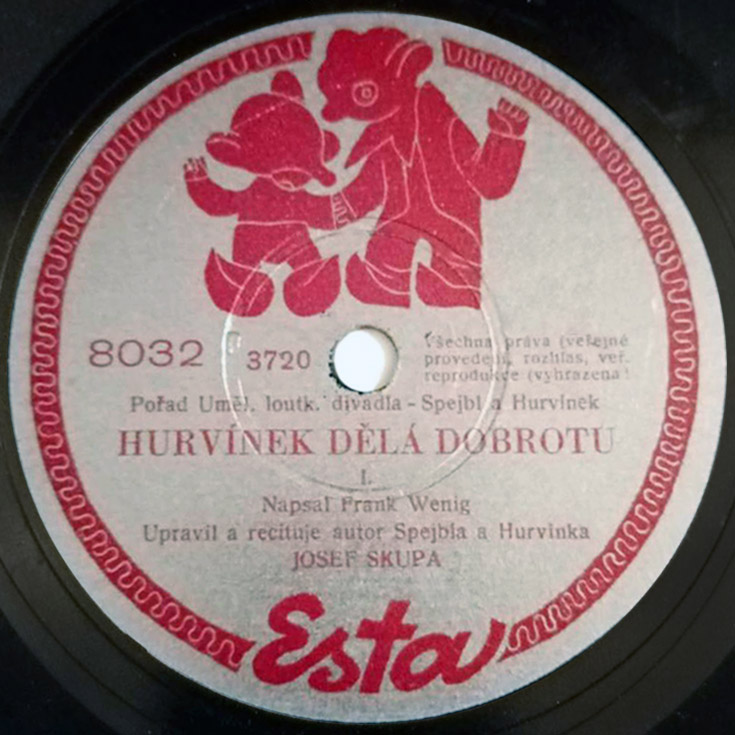 8032
3720
Všechna práva (veřejné
provedení, rozhlas, veř.
reprodukce (vyhrazena!
Pořad Uměl. loutk. divadla - Spejbl a Hurvínek
HURVÍNEK DĚLÁ DOBROTU
I.
Napsal Frank Wenig
Upravil a recituje autor Spejbla a Hurvínka
JOSEF SKUPA
Esta